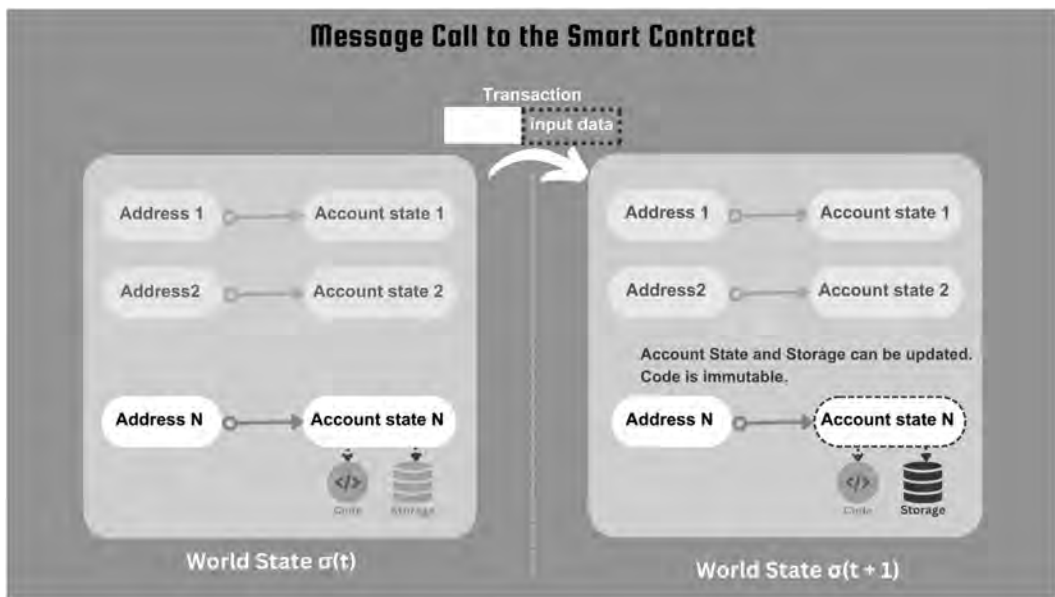 Message Call to the Smart Contract
Transaction
input data
Address 1
Account state 1
Address2
Account state 2
Address N
Account state N
</>
Code
Storage
World State σ(t)
Address 1
Account state 1
Address2
Account state 2
Account State and Storage can be updated.
Code is immutable.
Address N
Account state N
</>
Code
Storage
World State σ(t + 1)